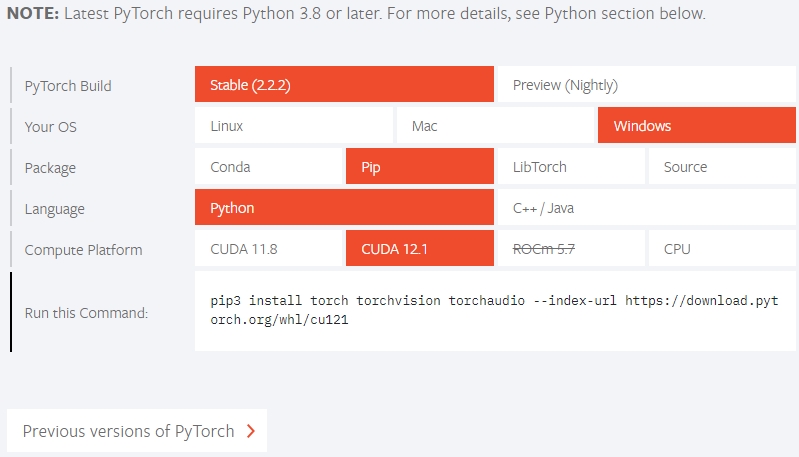 NOTE: Latest PyTorch requires Python 3.8 or later. For more details, see Python section below.
PyTorch Build Stable (2.2.2) Preview (Nightly)
Your OS Linux Mac Windows
Package Conda Pip LibTorch Source
Language Python C++ / Java
Compute Platform CUDA 11.8 CUDA 12.1 ROCm 5.7 CPU
Run this Command: pip3 install torch torchvision torchaudio --index-url https://download.pyt
orch.org/whl/cu121
Previous versions of PyTorch